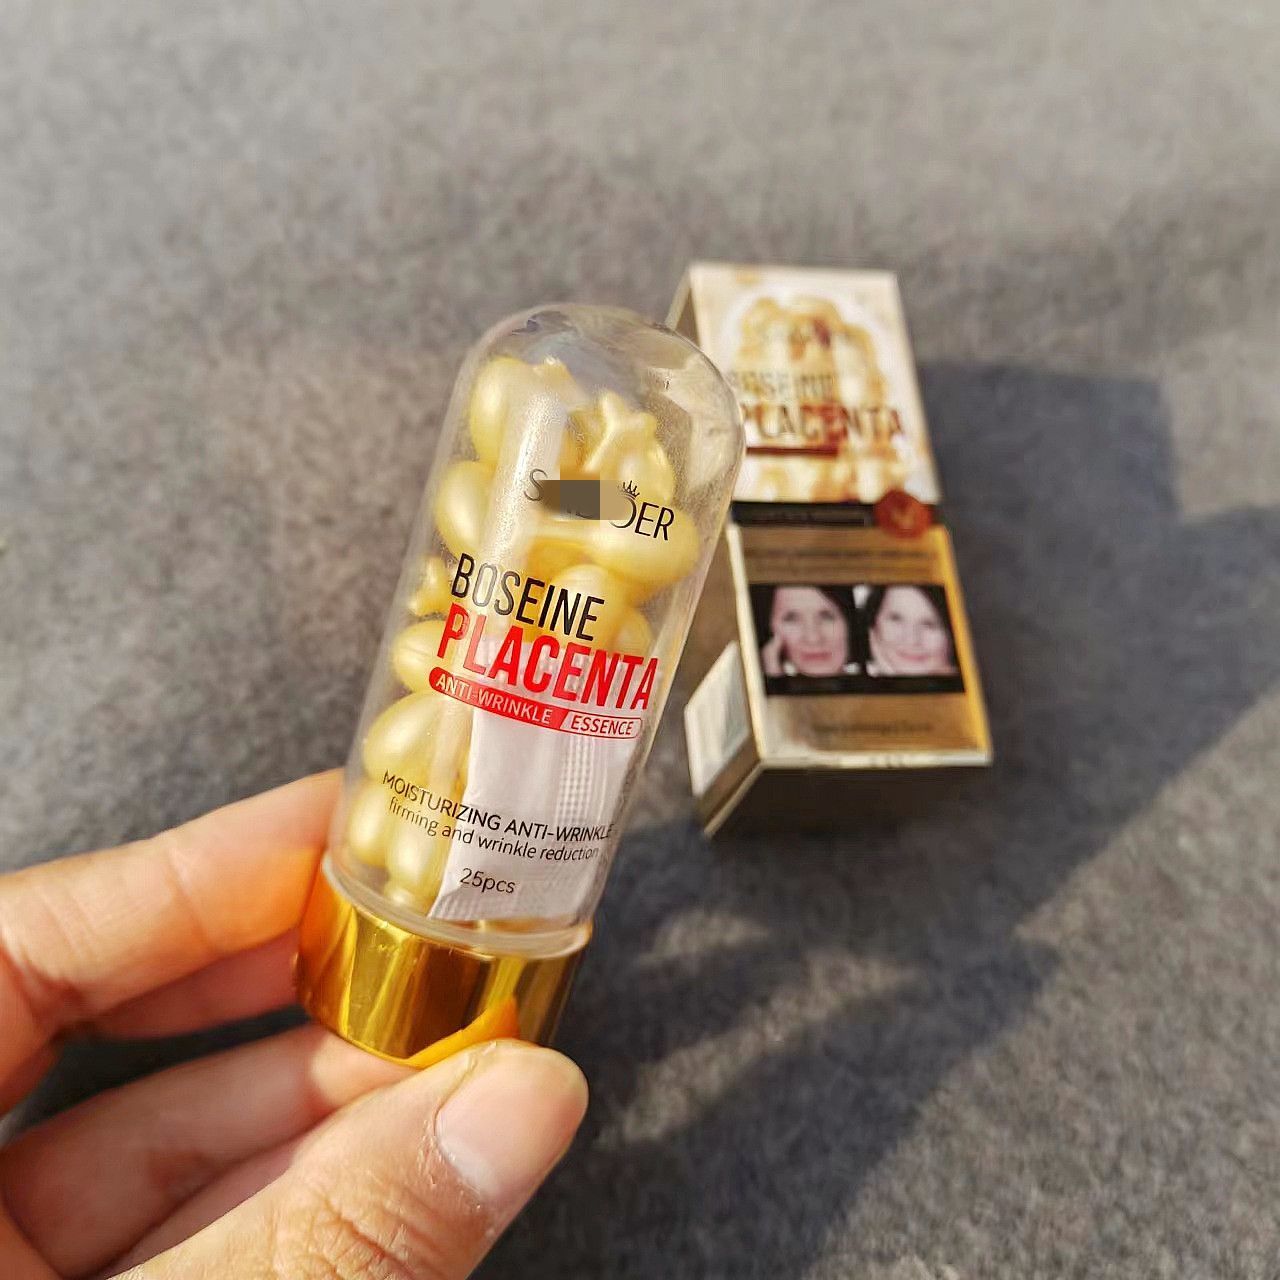 BOSEINE
PLACENTA
ANTI-WRINKLE ESSENCE
MOISTURIZING ANTI-WRINKLE
firming and wrinkle reduction
25pcs
BOSEINE
PLACENTA